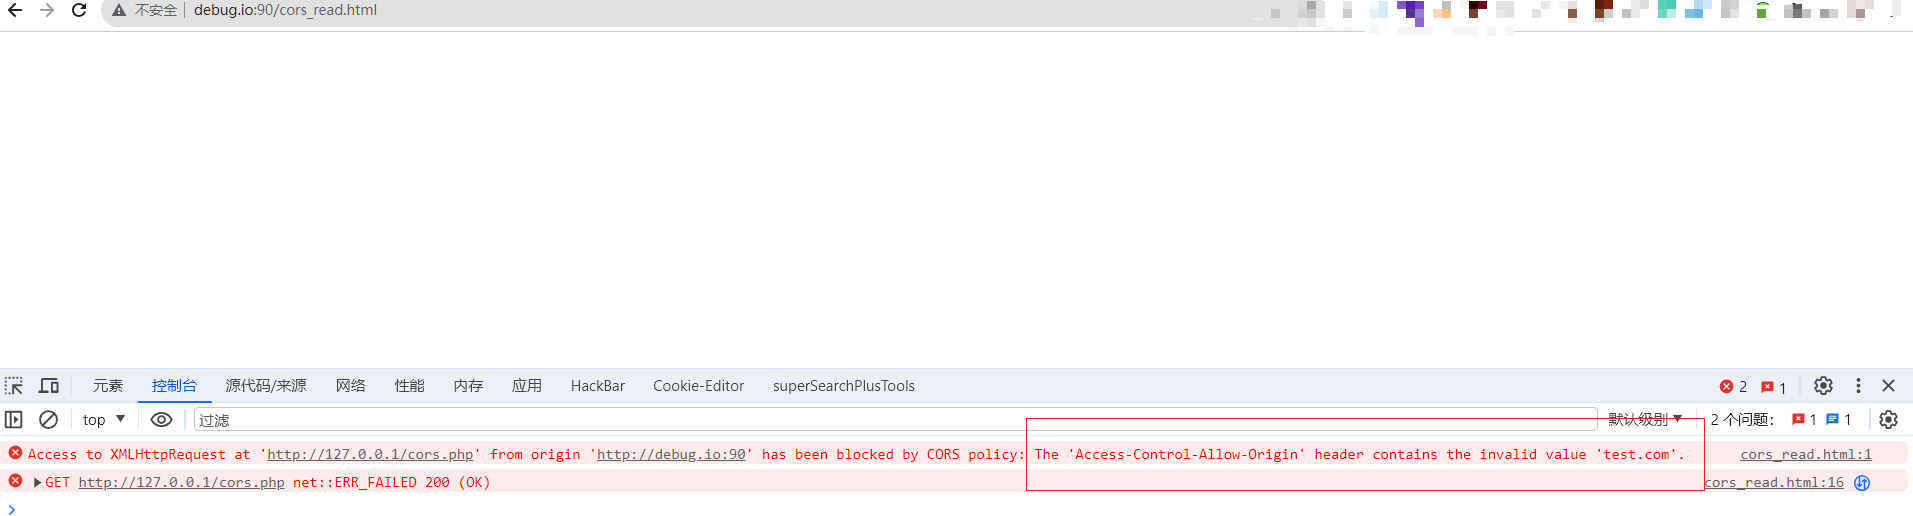 不安全 debug.io:90/cors_read.html
元素 控制台 源代码/来源 网络 性能 内存 应用 HackBar Cookie-Editor superSearchPlusTools 2 1
top 过滤 默认级别 2 个问题： 1 1
Access to XMLHttpRequest at 'http://127.0.0.1/cors.php' from origin 'http://debug.io:90' has been blocked by CORS policy: The 'Access-Control-Allow-Origin' header contains the invalid value 'test.com'. cors_read.html:1
GET http://127.0.0.1/cors.php net::ERR_FAILED 200 (OK) cors_read.html:16